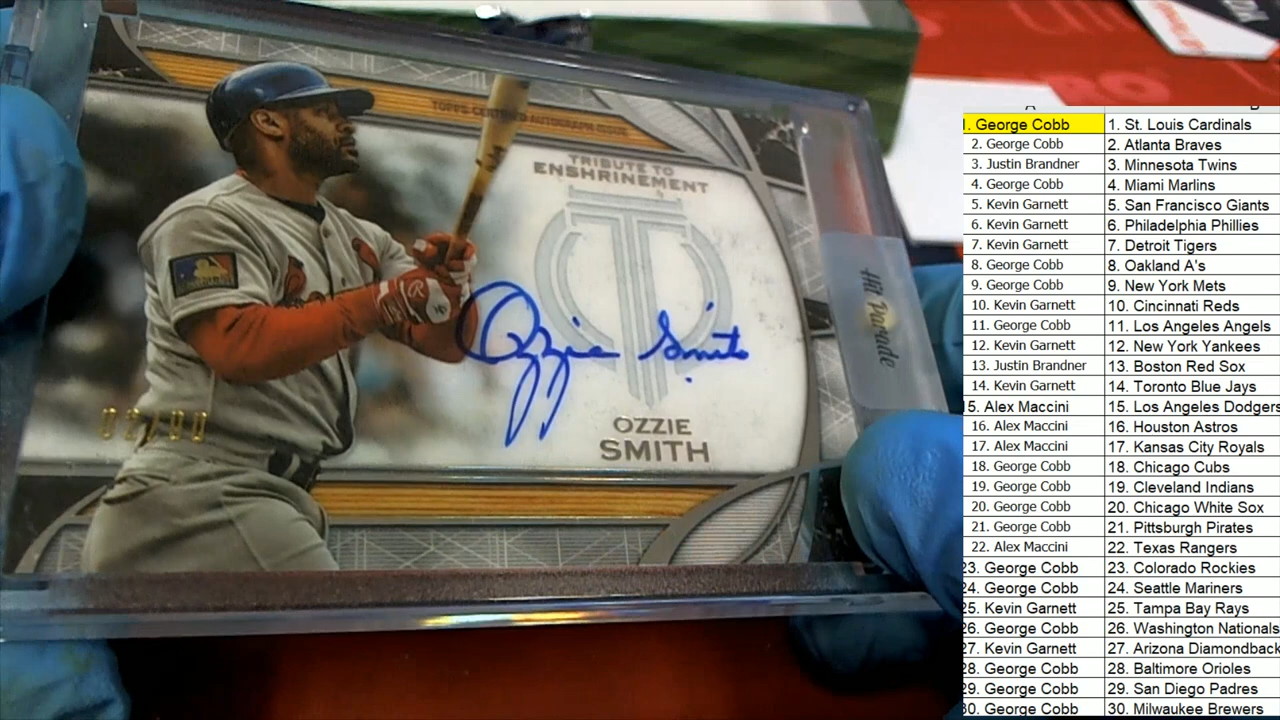 TOPPS CERTIFIED AUTOGRAPH ISSUE
TRIBUTE TO
ENSHRINEMENT
Ozzie Smith
OZZIE
SMITH
Hit Parade
1. George Cobb 1. St. Louis Cardinals
2. George Cobb 2. Atlanta Braves
3. Justin Brandner 3. Minnesota Twins
4. George Cobb 4. Miami Marlins
5. Kevin Garnett 5. San Francisco Giants
6. Kevin Garnett 6. Philadelphia Phillies
7. Kevin Garnett 7. Detroit Tigers
8. George Cobb 8. Oakland A's
9. George Cobb 9. New York Mets
10. Kevin Garnett 10. Cincinnati Reds
11. George Cobb 11. Los Angeles Angels
12. Kevin Garnett 12. New York Yankees
13. Justin Brandner 13. Boston Red Sox
14. Kevin Garnett 14. Toronto Blue Jays
15. Alex Maccini 15. Los Angeles Dodgers
16. Alex Maccini 16. Houston Astros
17. Alex Maccini 17. Kansas City Royals
18. George Cobb 18. Chicago Cubs
19. George Cobb 19. Cleveland Indians
20. George Cobb 20. Chicago White Sox
21. George Cobb 21. Pittsburgh Pirates
22. Alex Maccini 22. Texas Rangers
23. George Cobb 23. Colorado Rockies
24. George Cobb 24. Seattle Mariners
25. Kevin Garnett 25. Tampa Bay Rays
26. George Cobb 26. Washington Nationals
27. Kevin Garnett 27. Arizona Diamondback
28. George Cobb 28. Baltimore Orioles
29. George Cobb 29. San Diego Padres
30. George Cobb 30. Milwaukee Brewers